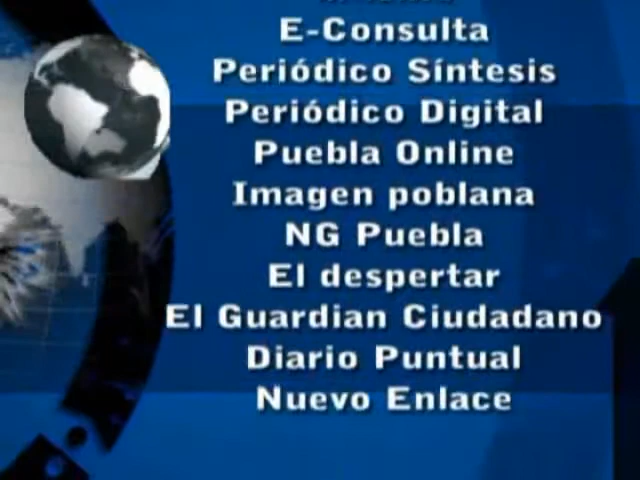 E-Consulta
Periódico Síntesis
Periódico Digital
Puebla Online
Imagen poblana
NG Puebla
El despertar
El Guardian Ciudadano
Diario Puntual
Nuevo Enlace